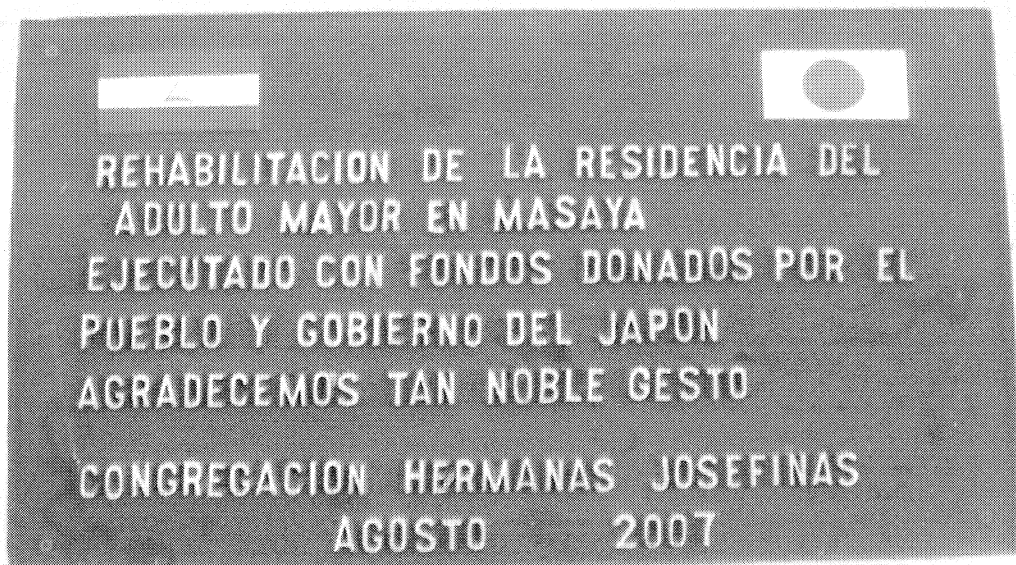 REHABILITACION DE LA RESIDENCIA DEL
ADULTO MAYOR EN MASAYA
EJECUTADO CON FONDOS DONADOS POR EL
PUEBLO Y GOBIERNO DEL JAPON
AGRADECEMOS TAN NOBLE GESTO
CONGREGACION HERMANAS JOSEFINAS
AGOSTO 2007